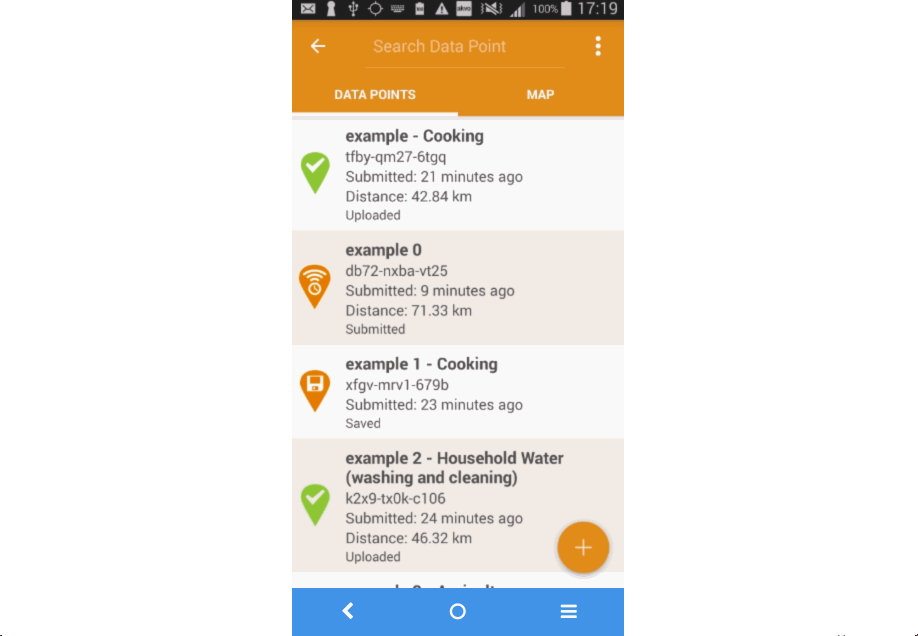 100% 17:19
Search Data Point
DATA POINTS MAP
example - Cooking
tfby-qm27-6tgq
Submitted: 21 minutes ago
Distance: 42.84 km
Uploaded
example 0
db72-nxba-vt25
Submitted: 9 minutes ago
Distance: 71.33 km
Submitted
example 1 - Cooking
xfgv-mrv1-679b
Submitted: 23 minutes ago
Saved
example 2 - Household Water
(washing and cleaning)
k2x9-tx0k-c106
Submitted: 24 minutes ago
Distance: 46.32 km
Uploaded